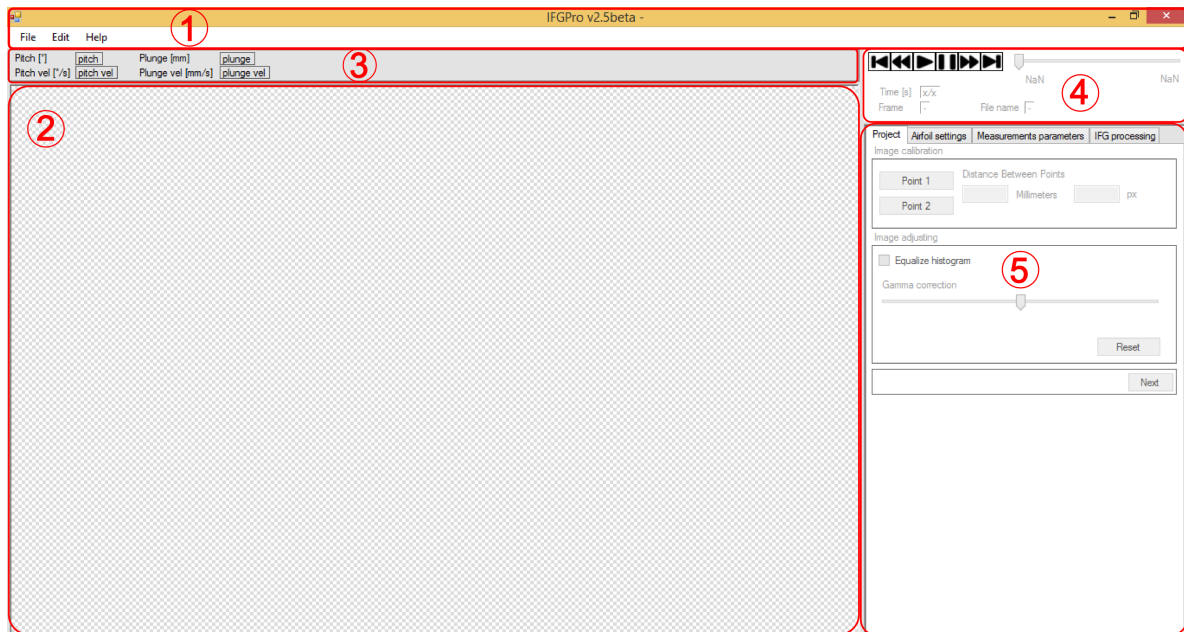 IFGPro v2.5beta -
①
File Edit Help
Pitch [°] pitch Plunge [mm] plunge
Pitch vel [°/s] pitch vel Plunge vel [mm/s] plunge vel
③
NaN NaN
④
Time [s] x/x
Frame - File name -
②
Project Airfoil settings Measurements parameters IFG processing
Image calibration
Point 1 Distance Between Points
Millimeters px
Point 2
Image adjusting
Equalize histogram
⑤
Gamma correction
Reset
Next